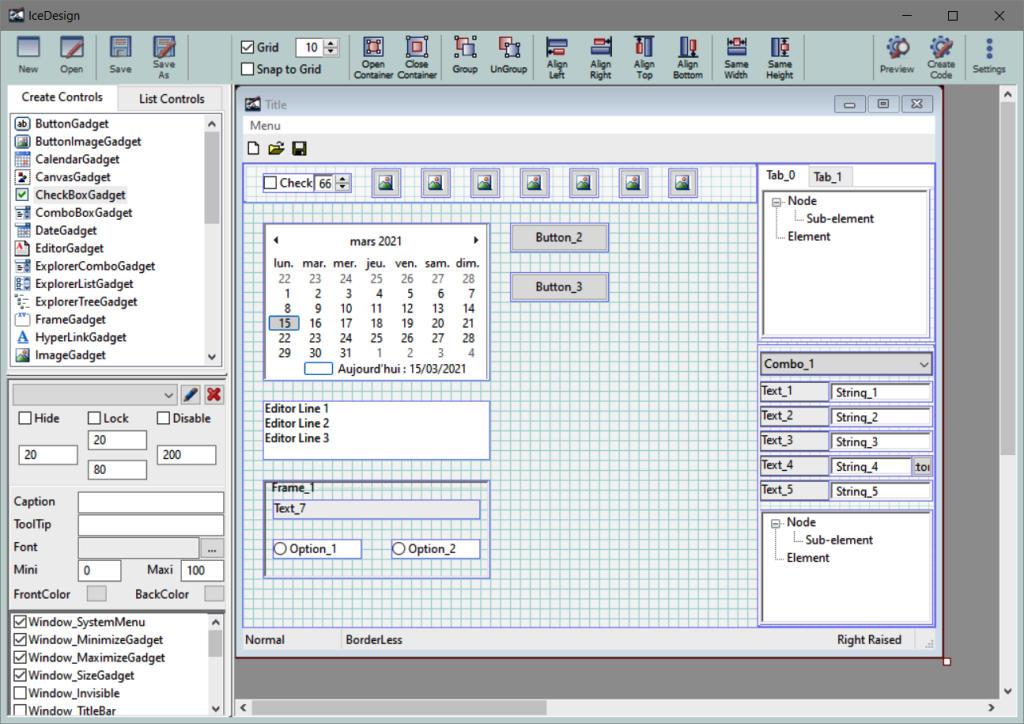 IceDesign
New Open Save Save As
Grid 10
Snap to Grid
Open Container Close Container Group UnGroup Align Left Align Right Align Top Align Bottom Same Width Same Height Preview Create Code Settings
Create Controls List Controls
ButtonGadget
ButtonImageGadget
CalendarGadget
CanvasGadget
CheckBoxGadget
ComboBoxGadget
DateGadget
EditorGadget
ExplorerComboGadget
ExplorerListGadget
ExplorerTreeGadget
FrameGadget
HyperLinkGadget
ImageGadget
Hide Lock Disable
20
20 200
80
Caption
ToolTip
Font ...
Mini 0 Maxi 100
FrontColor BackColor
Window_SystemMenu
Window_MinimizeGadget
Window_MaximizeGadget
Window_SizeGadget
Window_Invisible
Window_TitleBar
Title
Menu
Check 66
mars 2021
lun. mar. mer. jeu. ven. sam. dim.
22 23 24 25 26 27 28
1 2 3 4 5 6 7
8 9 10 11 12 13 14
15 16 17 18 19 20 21
22 23 24 25 26 27 28
29 30 31 1 2 3 4
Aujourd'hui : 15/03/2021
Button_2
Button_3
Editor Line 1
Editor Line 2
Editor Line 3
Frame_1
Text_7
Option_1 Option_2
Tab_0 Tab_1
Node
Sub-element
Element
Combo_1
Text_1 String_1
Text_2 String_2
Text_3 String_3
Text_4 String_4
Text_5 String_5
Node
Sub-element
Element
Normal BorderLess Right Raised